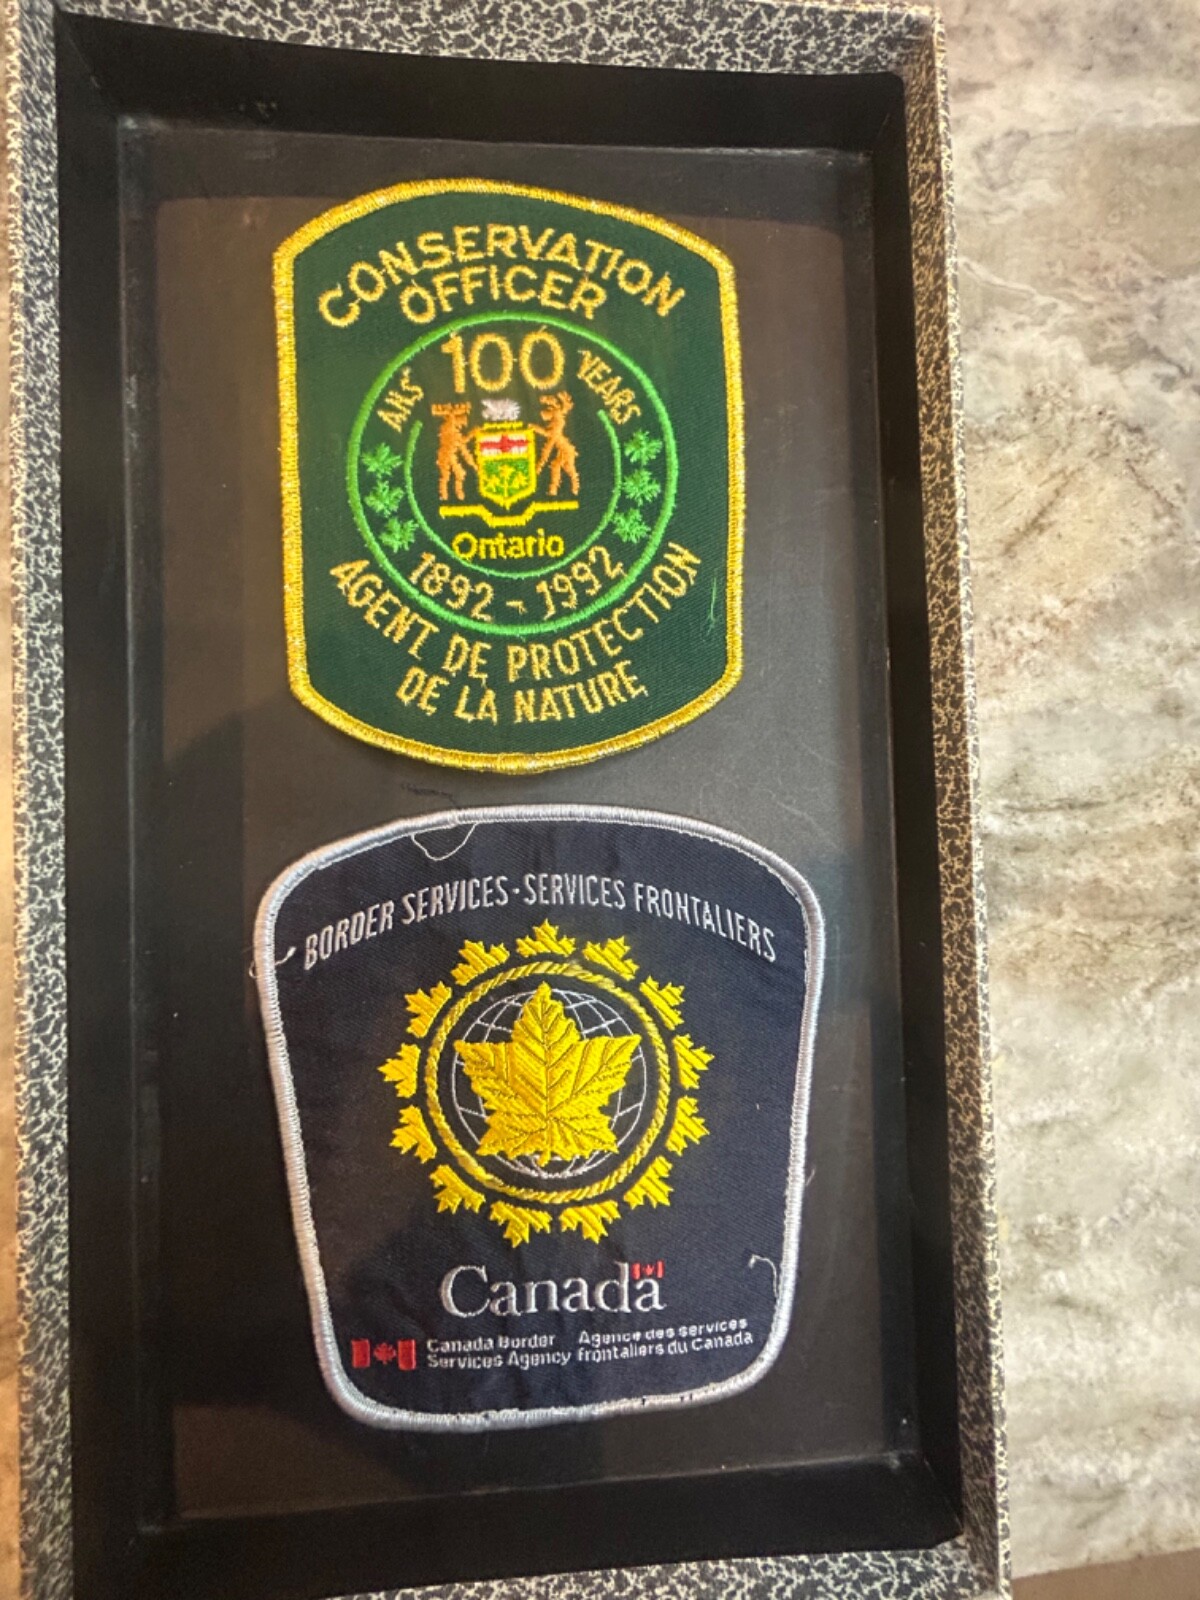 CONSERVATION
OFFICER
ANS 100 YEARS
Ontario
1892 - 1992
AGENT DE PROTECTION
DE LA NATURE
BORDER SERVICES · SERVICES FRONTALIERS
Canada
Canada Border Agence des services
Services Agency frontaliers du Canada